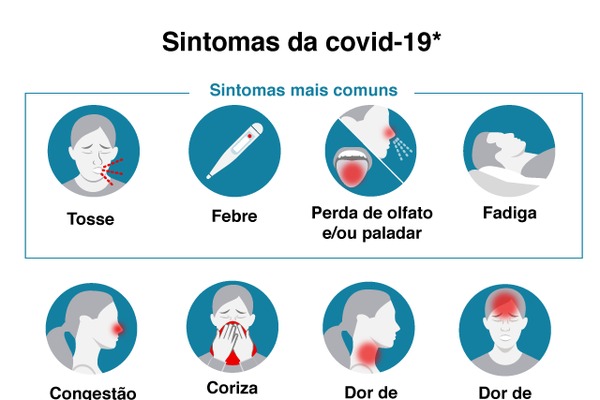 Sintomas da covid-19*
Sintomas mais comuns
Tosse
Febre
Perda de olfato
e/ou paladar
Fadiga
Congestão
Coriza
Dor de
Dor de